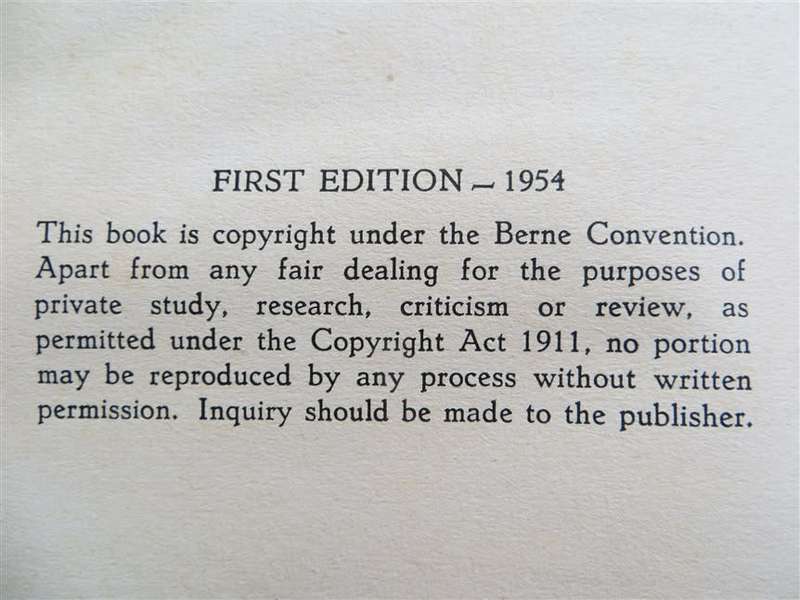 FIRST EDITION – 1954
This book is copyright under the Berne Convention.
Apart from any fair dealing for the purposes of
private study, research, criticism or review, as
permitted under the Copyright Act 1911, no portion
may be reproduced by any process without written
permission. Inquiry should be made to the publisher.